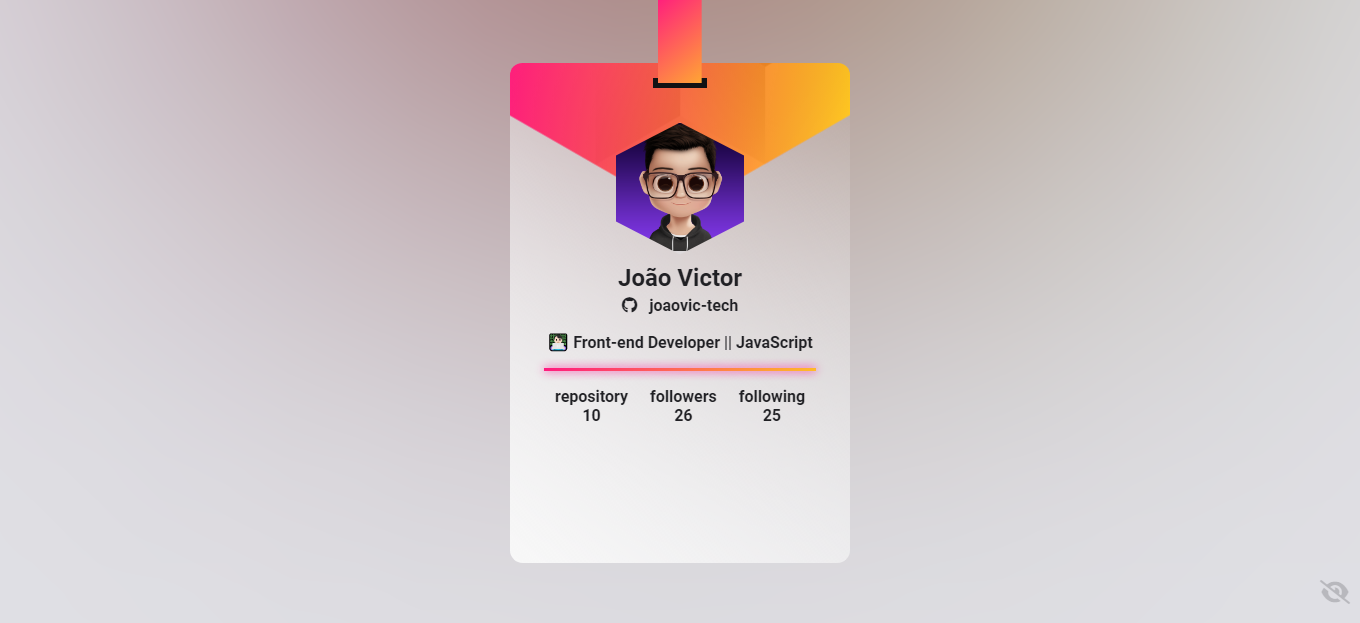 João Victor
joaovic-tech
Front-end Developer || JavaScript
repository followers following
10 26 25